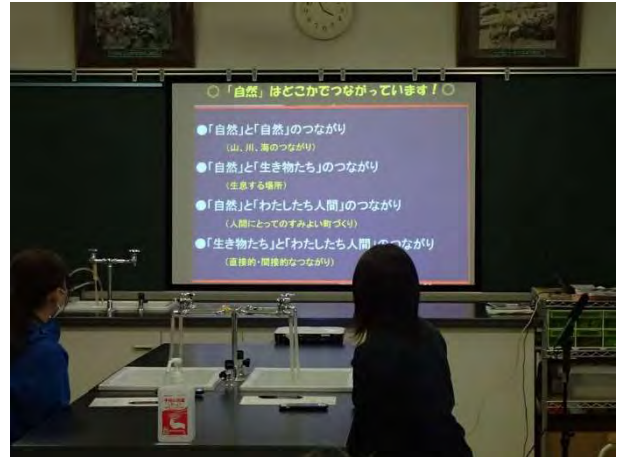 ○「自然」はどこかでつながっています!○
●「自然」と「自然」のつながり
(山、川、海のつながり)
●「自然」と「生き物たち」のつながり
(生息する場所)
●「自然」と「わたしたち人間」のつながり
(人間にとってのすみよい町づくり)
●「生き物たち」と「わたしたち人間」のつながり
(直接的・間接的なつながり)